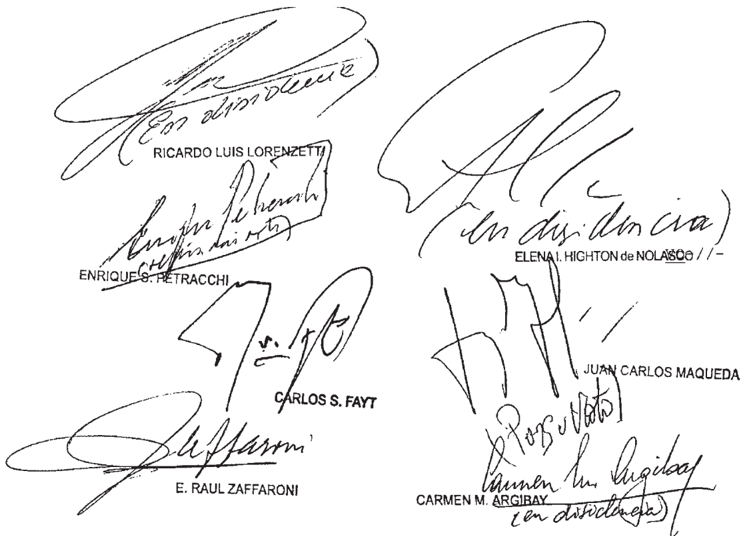 (En disidencia)
RICARDO LUIS LORENZETTI
(en disidencia)
ELENA I. HIGHTON de NOLASCO//-
Enrique Petracchi
(según mi voto)
ENRIQUE S. PETRACCHI
CARLOS S. FAYT
JUAN CARLOS MAQUEDA
(Por su voto)
Zaffaroni
E. RAUL ZAFFARONI
Carmen M. Argibay
CARMEN M. ARGIBAY
(en disidencia)